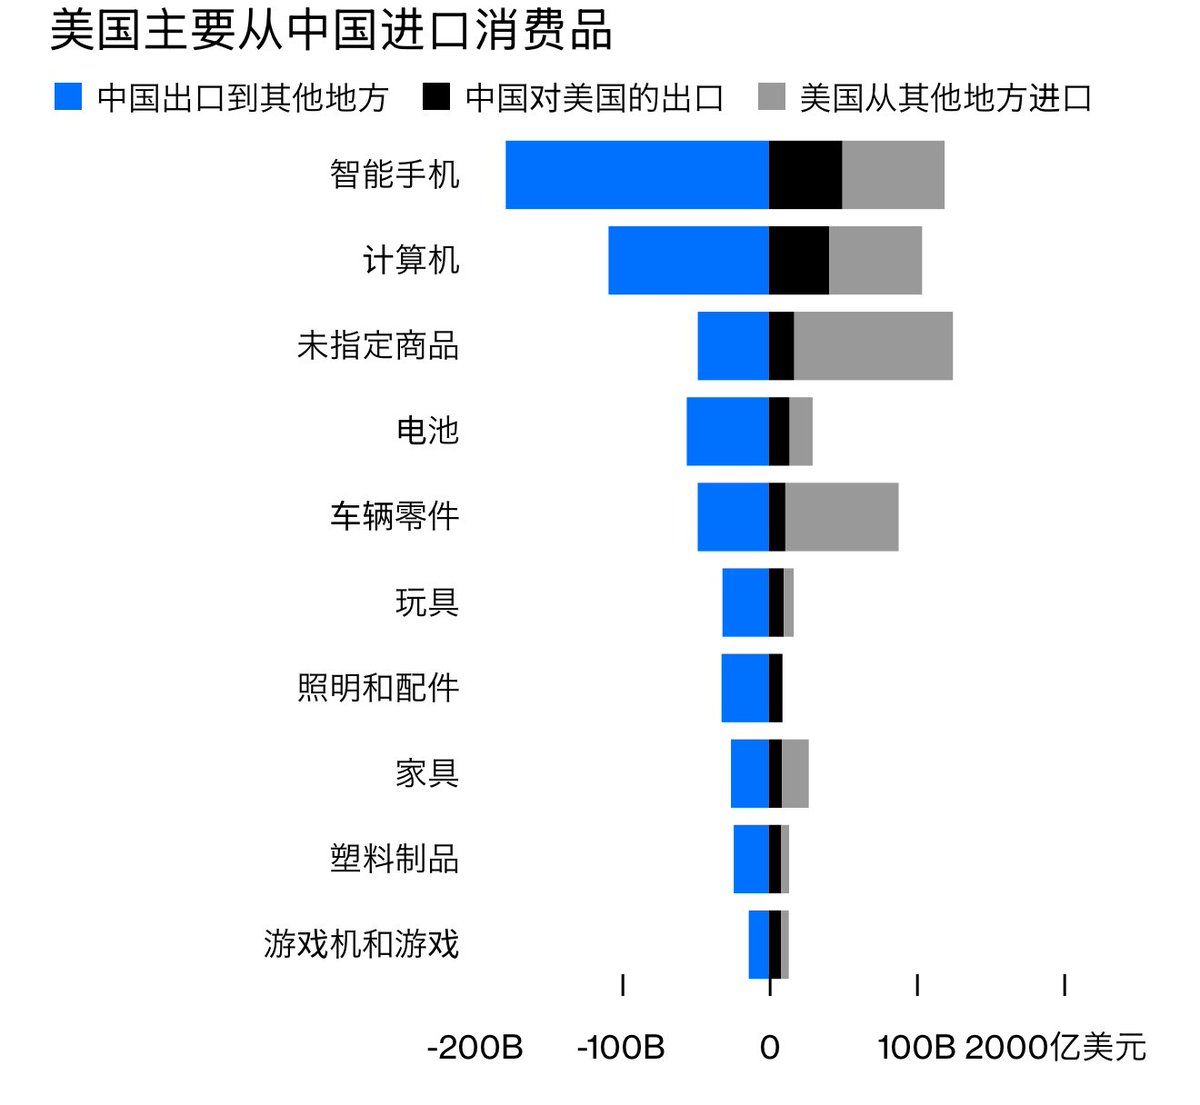 美国主要从中国进口消费品
中国出口到其他地方 中国对美国的出口 美国从其他地方进口
智能手机
计算机
未指定商品
电池
车辆零件
玩具
照明和配件
家具
塑料制品
游戏机和游戏
-200B -100B 0 100B 2000亿美元